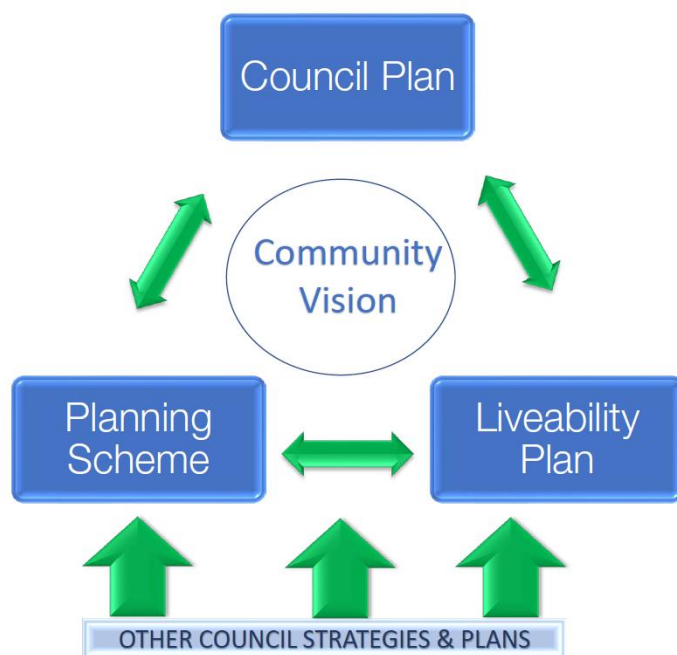 Council Plan
Community
Vision
Planning
Scheme
Liveability
Plan
OTHER COUNCIL STRATEGIES & PLANS